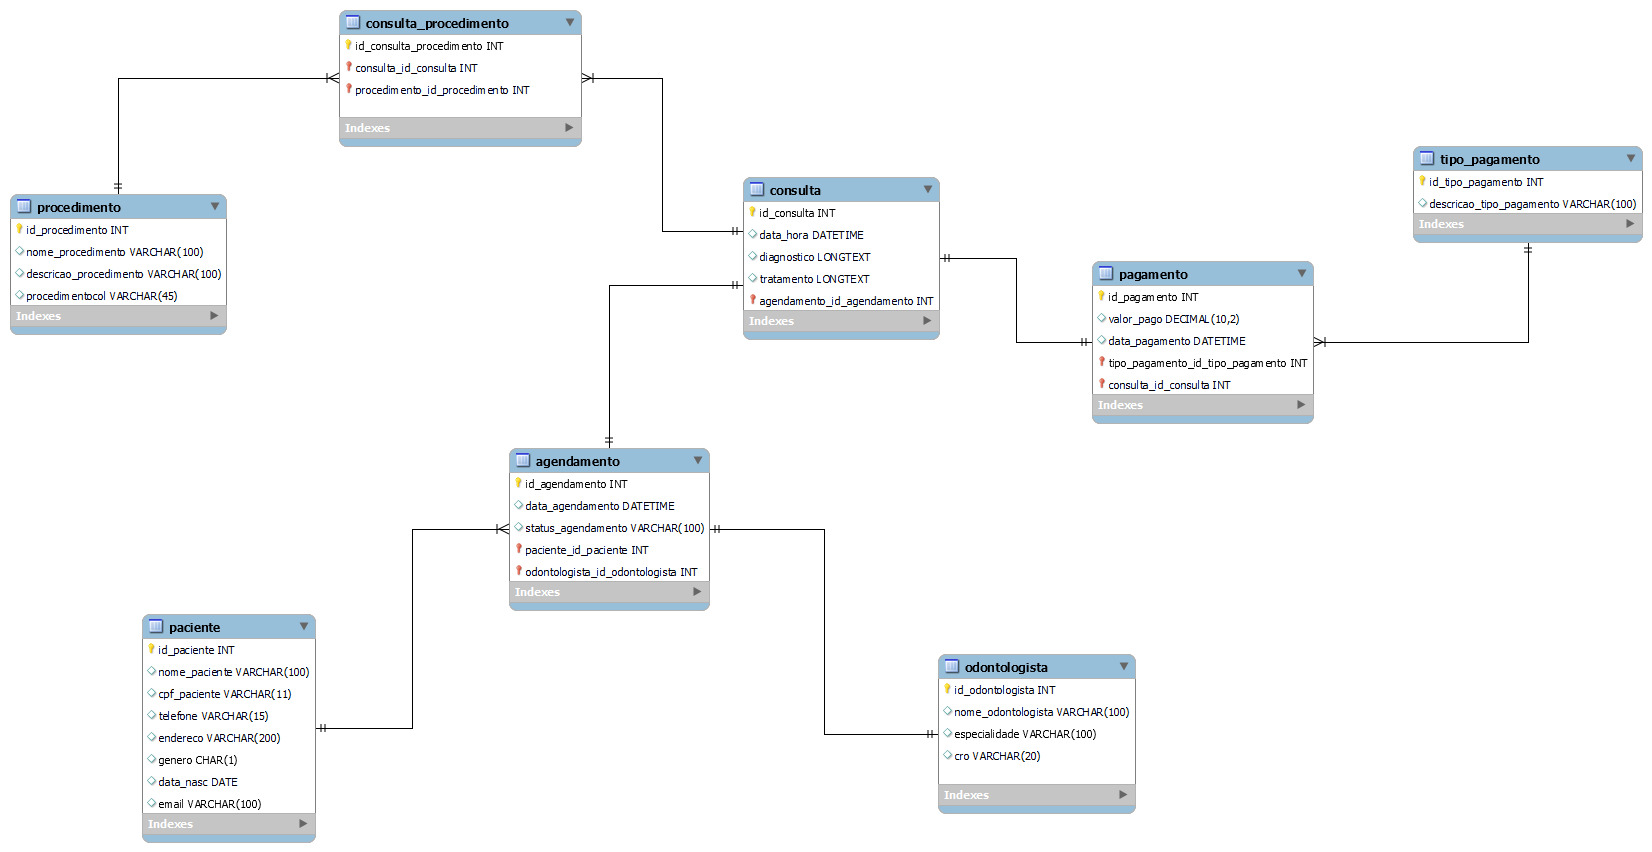 consulta_procedimento
id_consulta_procedimento INT
consulta_id_consulta INT
procedimento_id_procedimento INT
Indexes
procedimento
id_procedimento INT
nome_procedimento VARCHAR(100)
descricao_procedimento VARCHAR(100)
procedimentocol VARCHAR(45)
Indexes
consulta
id_consulta INT
data_hora DATETIME
diagnostico LONGTEXT
tratamento LONGTEXT
agendamento_id_agendamento INT
Indexes
tipo_pagamento
id_tipo_pagamento INT
descricao_tipo_pagamento VARCHAR(100)
Indexes
pagamento
id_pagamento INT
valor_pago DECIMAL(10,2)
data_pagamento DATETIME
tipo_pagamento_id_tipo_pagamento INT
consulta_id_consulta INT
Indexes
agendamento
id_agendamento INT
data_agendamento DATETIME
status_agendamento VARCHAR(100)
paciente_id_paciente INT
odontologista_id_odontologista INT
Indexes
paciente
id_paciente INT
nome_paciente VARCHAR(100)
cpf_paciente VARCHAR(11)
telefone VARCHAR(15)
endereco VARCHAR(200)
genero CHAR(1)
data_nasc DATE
email VARCHAR(100)
Indexes
odontologista
id_odontologista INT
nome_odontologista VARCHAR(100)
especialidade VARCHAR(100)
cro VARCHAR(20)
Indexes